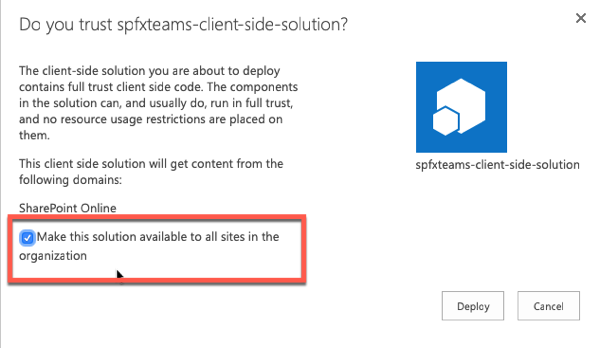 Do you trust spfxteams-client-side-solution?
The client-side solution you are about to deploy
contains full trust client side code. The components
in the solution can, and usually do, run in full trust,
and no resource usage restrictions are placed on
them.
This client side solution will get content from the
following domains:
SharePoint Online
Make this solution available to all sites in the
organization
spfxteams-client-side-solution
Deploy
Cancel